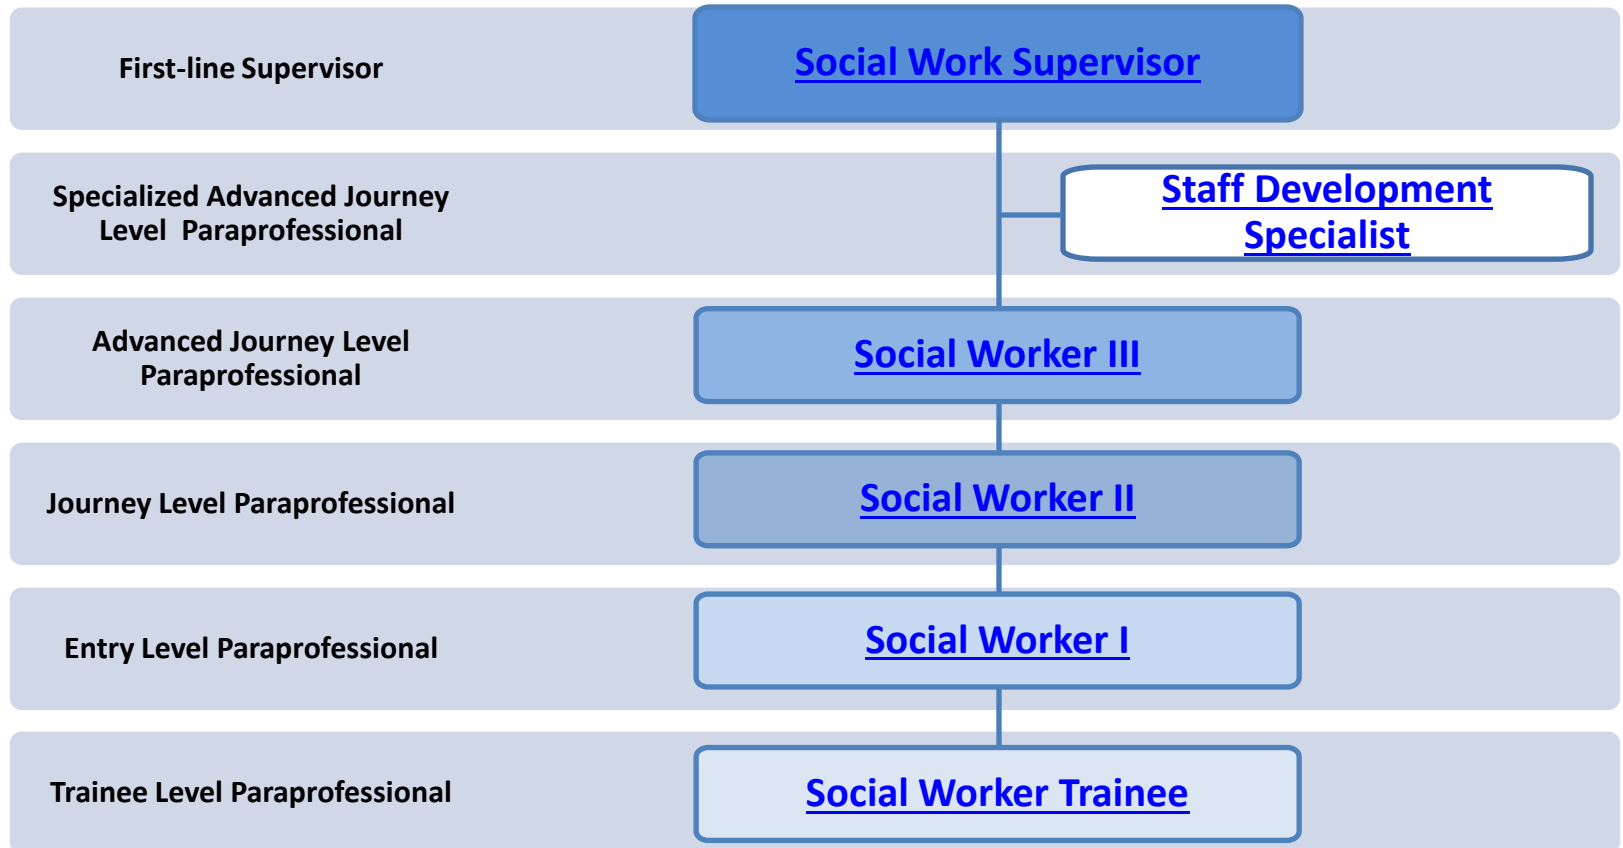 First-line Supervisor
Social Work Supervisor
Specialized Advanced Journey
Level  Paraprofessional
Staff Development
Specialist
Advanced Journey Level
Paraprofessional
Social Worker III
Journey Level Paraprofessional
Social Worker II
Entry Level Paraprofessional
Social Worker I
Trainee Level Paraprofessional
Social Worker Trainee